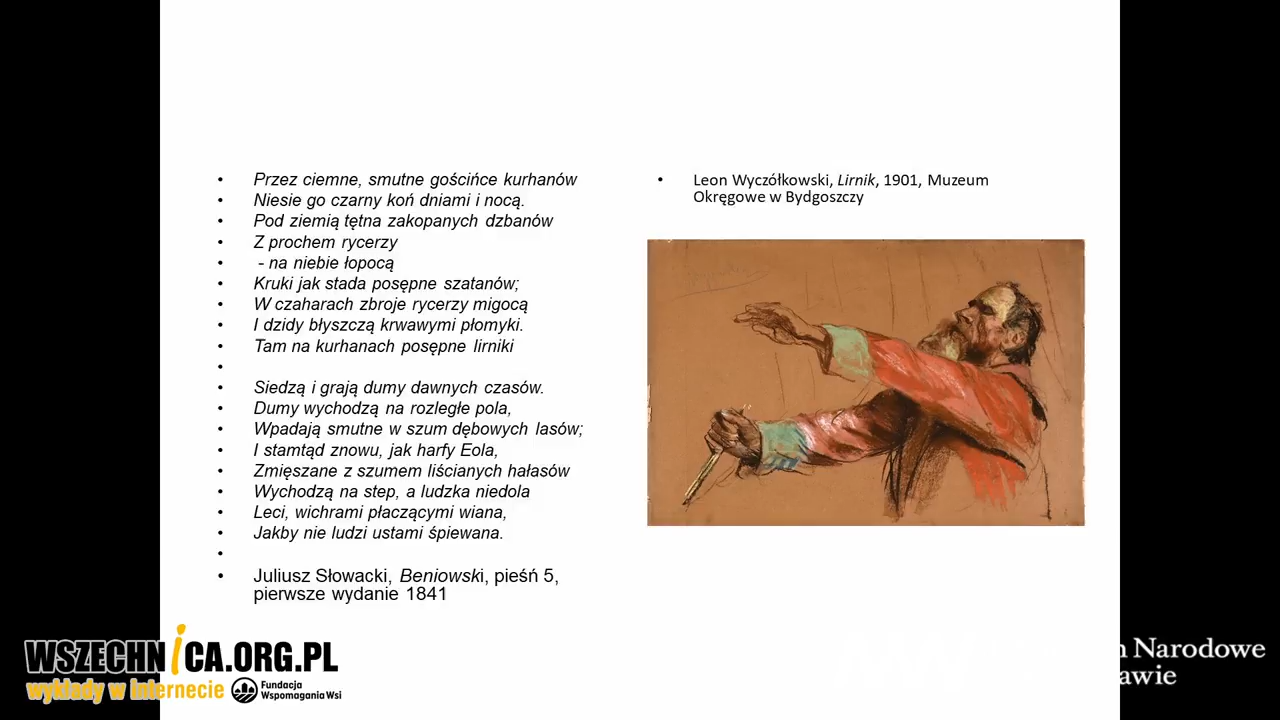 • Przez ciemne, smutne gościńce kurhanów
• Niesie go czarny koń dniami i nocą.
• Pod ziemią tętna zakopanych dzbanów
• Z prochem rycerzy
• - na niebie łopocą
• Kruki jak stada posępne szatanów;
• W czaharach zbroje rycerzy migocą
• I dzidy błyszczą krwawymi płomyki.
• Tam na kurhanach posępne lirniki
•
• Siedzą i grają dumy dawnych czasów.
• Dumy wychodzą na rozległe pola,
• Wpadają smutne w szum dębowych lasów;
• I stamtąd znowu, jak harfy Eola,
• Zmięszane z szumem liścianych hałasów
• Wychodzą na step, a ludzka niedola
• Leci, wichrami płaczącymi wiana,
• Jakby nie ludzi ustami śpiewana.
•
• Juliusz Słowacki, Beniowski, pieśń 5,
pierwsze wydanie 1841
• Leon Wyczółkowski, Lirnik, 1901, Muzeum
Okręgowe w Bydgoszczy
WSZECHNICA.ORG.PL
wykłady w internecie
Fundacja
Wspomagania Wsi
m Narodowe
awie